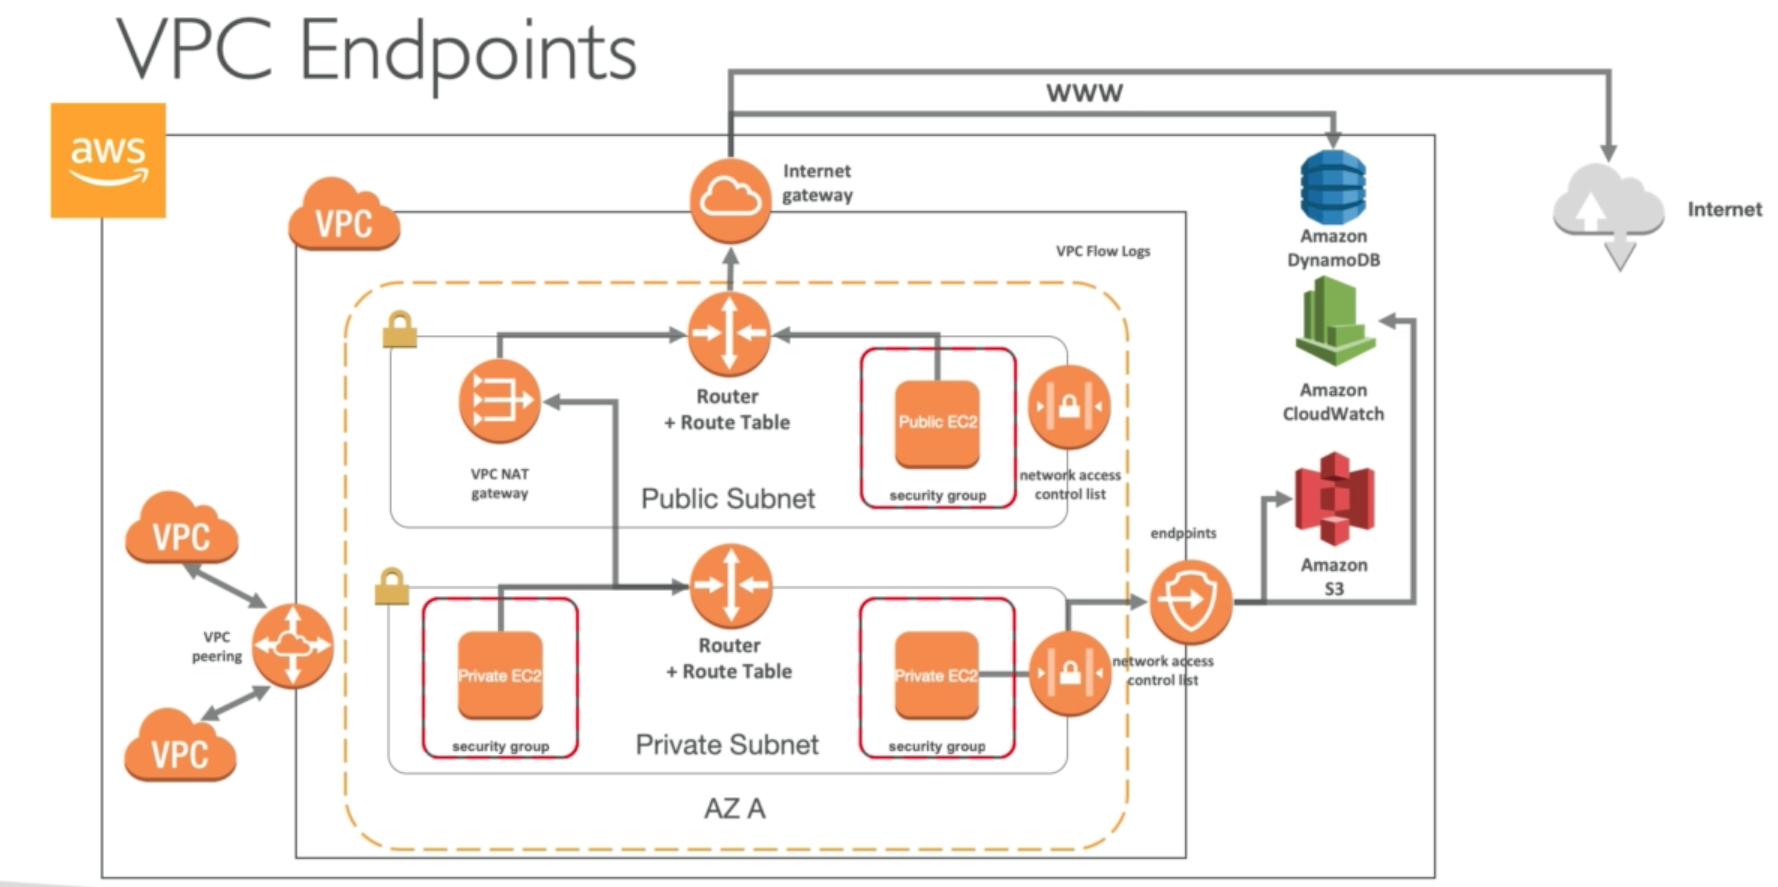 VPC Endpoints
www
aws
Internet
gateway
VPC
Internet
Amazon
DynamoDB
VPC Flow Logs
Router
+ Route Table
Public EC2
Amazon
CloudWatch
VPC NAT
gateway
Public Subnet
security group
network access
control list
VPC
endpoints
Amazon
S3
VPC
peering
Router
+ Route Table
Private EC2
Private EC2
network access
control list
security group
Private Subnet
security group
VPC
AZ A